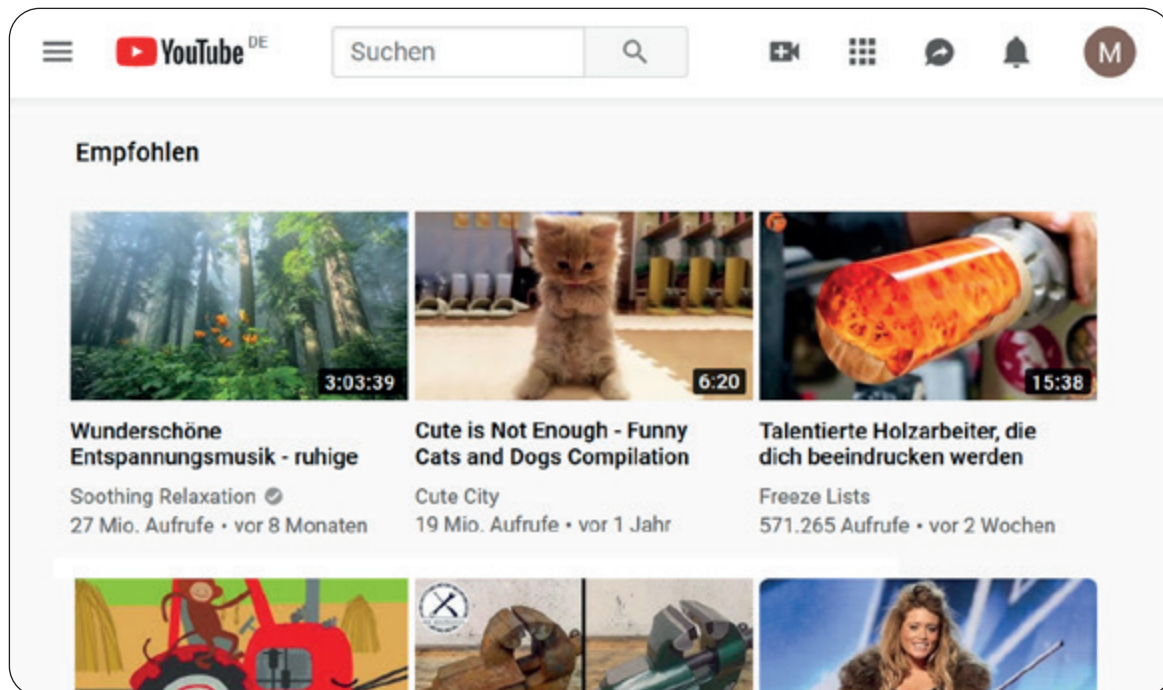 YouTube DE
Suchen
M
Empfohlen
3:03:39
6:20
15:38
Wunderschöne
Entspannungsmusik - ruhige
Soothing Relaxation
27 Mio. Aufrufe • vor 8 Monaten
Cute is Not Enough - Funny
Cats and Dogs Compilation
Cute City
19 Mio. Aufrufe • vor 1 Jahr
Talentierte Holzarbeiter, die
dich beeindrucken werden
Freeze Lists
571.265 Aufrufe • vor 2 Wochen